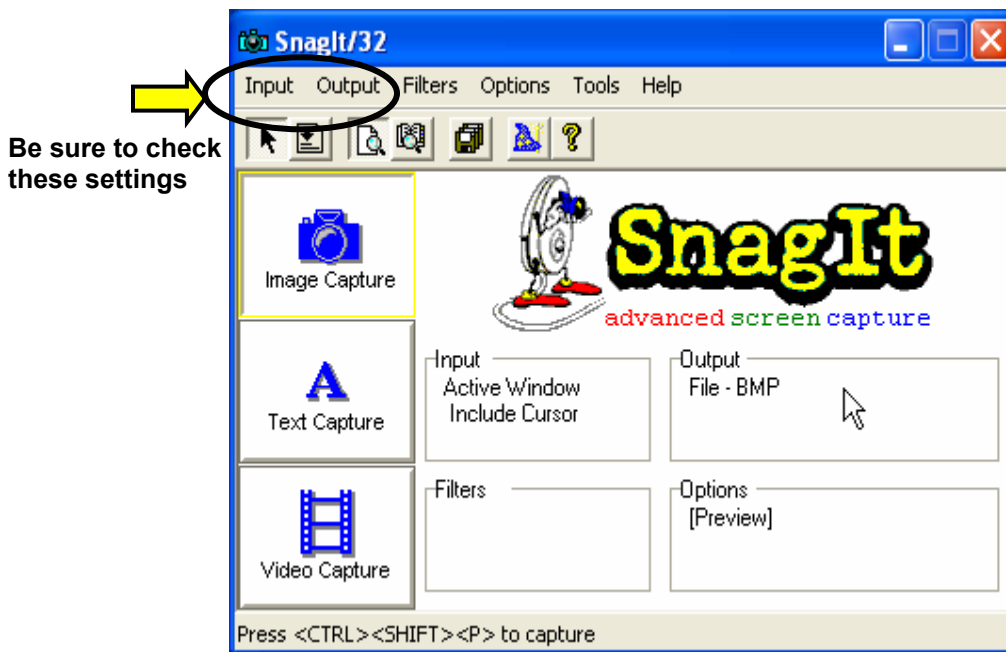 SnagIt/32
Input Output Filters Options Tools Help
Be sure to check
these settings
Image Capture
SnagIt
advanced screen capture
Text Capture
Input
Active Window
Include Cursor
Output
File - BMP
Video Capture
Filters
Options
[Preview]
Press <CTRL><SHIFT><P> to capture